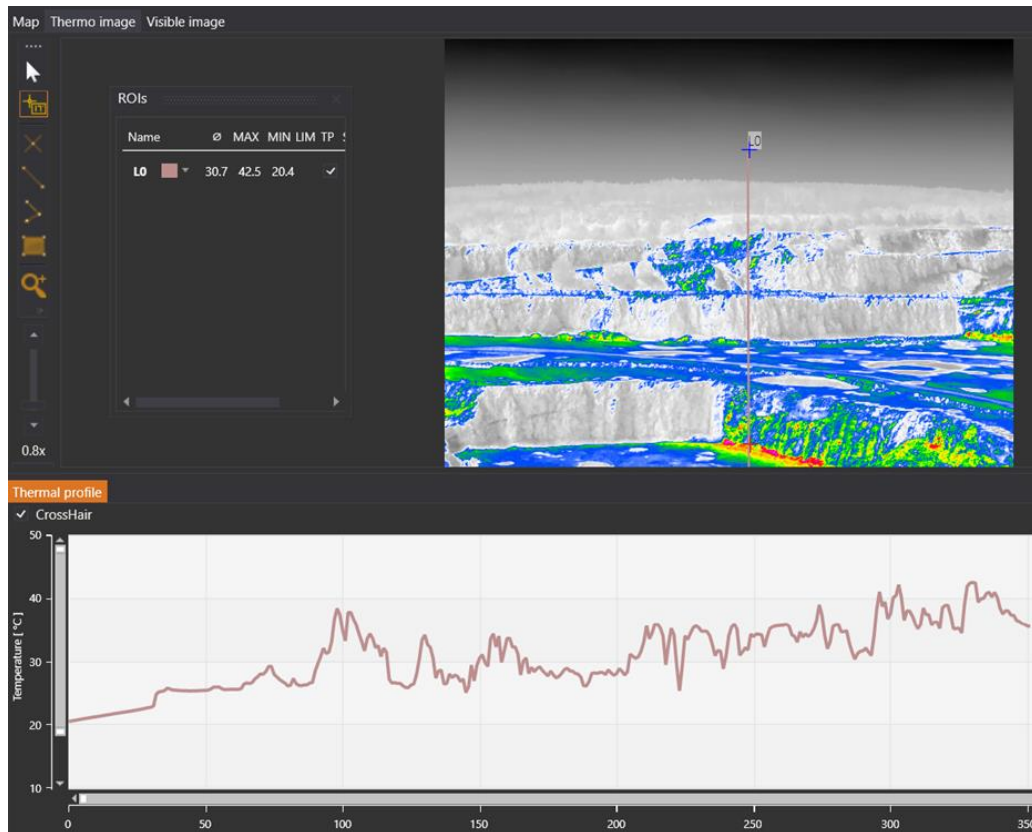 Map Thermo image Visible image
ROIs
Name ⌀ MAX MIN LIM TP
L0 30.7 42.5 20.4
L0
0.8x
Thermal profile
CrossHair
Temperature [ °C]
50
40
30
20
10
0 50 100 150 200 250 300 350